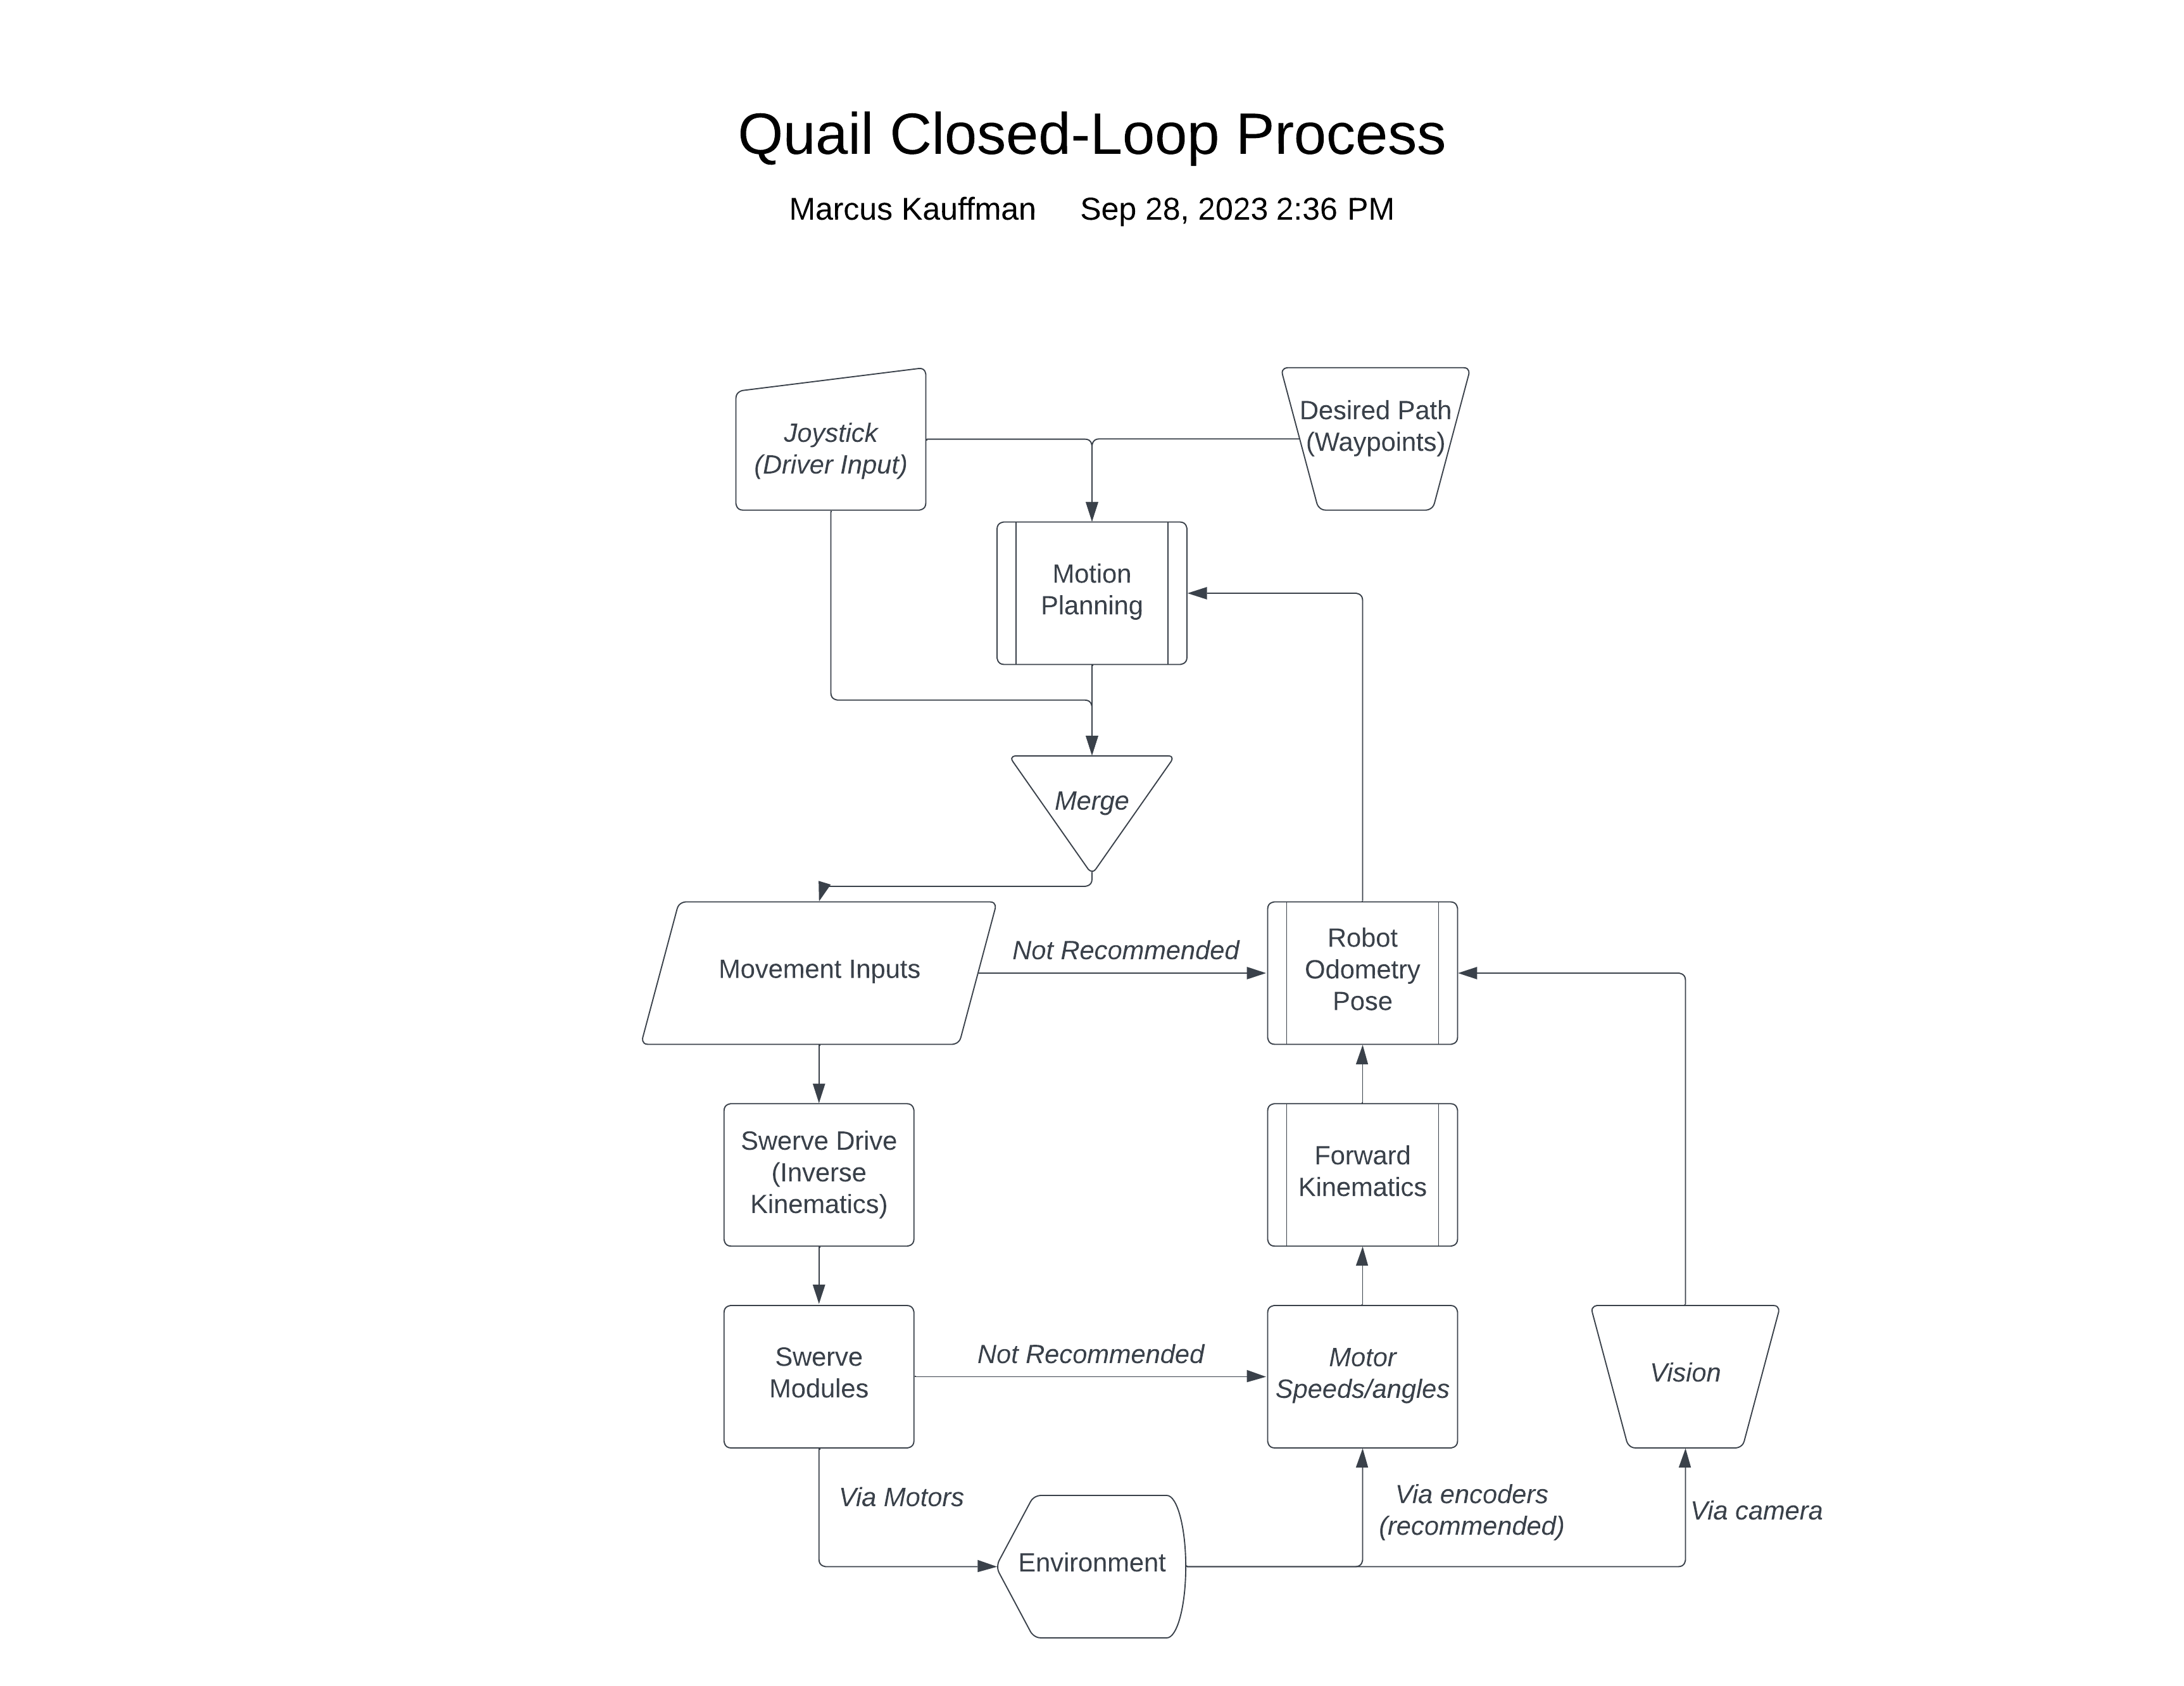 Quail Closed-Loop Process
Marcus Kauffman Sep 28, 2023 2:36 PM
Joystick
(Driver Input)
Desired Path
(Waypoints)
Motion
Planning
Merge
Movement Inputs
Not Recommended
Robot
Odometry
Pose
Swerve Drive
(Inverse
Kinematics)
Forward
Kinematics
Swerve
Modules
Not Recommended
Motor
Speeds/angles
Vision
Via Motors
Via encoders
(recommended)
Via camera
Environment